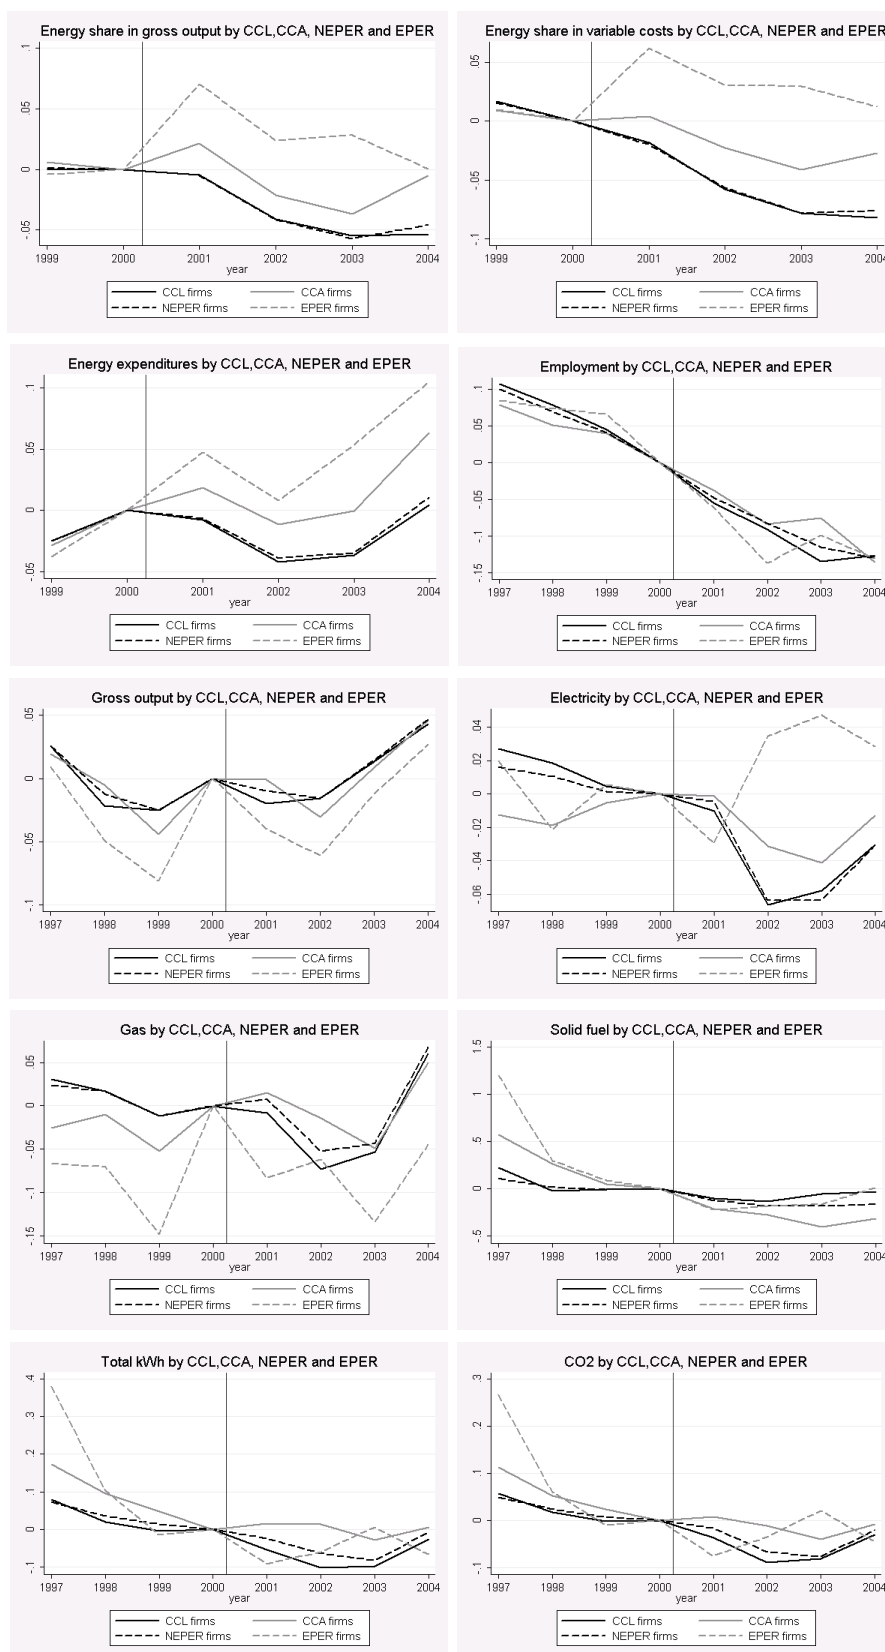 Energy share in gross output by CCL,CCA, NEPER and EPER
.1
.05
0
-.05
1999 2000 2001 2002 2003 2004
year
CCL firms CCA firms
NEPER firms EPER firms
Energy share in variable costs by CCL,CCA, NEPER and EPER
.05
0
-.05
-.1
1999 2000 2001 2002 2003 2004
year
CCL firms CCA firms
NEPER firms EPER firms
Energy expenditures by CCL,CCA, NEPER and EPER
.1
.05
0
-.05
1999 2000 2001 2002 2003 2004
year
CCL firms CCA firms
NEPER firms EPER firms
Employment by CCL,CCA, NEPER and EPER
.1
.05
0
-.05
-.1
-.15
1997 1998 1999 2000 2001 2002 2003 2004
year
CCL firms CCA firms
NEPER firms EPER firms
Gross output by CCL,CCA, NEPER and EPER
.05
0
-.05
-.1
1997 1998 1999 2000 2001 2002 2003 2004
year
CCL firms CCA firms
NEPER firms EPER firms
Electricity by CCL,CCA, NEPER and EPER
.04
.02
0
-.02
-.04
-.06
1997 1998 1999 2000 2001 2002 2003 2004
year
CCL firms CCA firms
NEPER firms EPER firms
Gas by CCL,CCA, NEPER and EPER
.05
0
-.05
-.1
-.15
1997 1998 1999 2000 2001 2002 2003 2004
year
CCL firms CCA firms
NEPER firms EPER firms
Solid fuel by CCL,CCA, NEPER and EPER
1.5
1
.5
0
-.5
1997 1998 1999 2000 2001 2002 2003 2004
year
CCL firms CCA firms
NEPER firms EPER firms
Total kWh by CCL,CCA, NEPER and EPER
.4
.3
.2
.1
0
-.1
1997 1998 1999 2000 2001 2002 2003 2004
year
CCL firms CCA firms
NEPER firms EPER firms
CO2 by CCL,CCA, NEPER and EPER
.3
.2
.1
0
-.1
1997 1998 1999 2000 2001 2002 2003 2004
year
CCL firms CCA firms
NEPER firms EPER firms